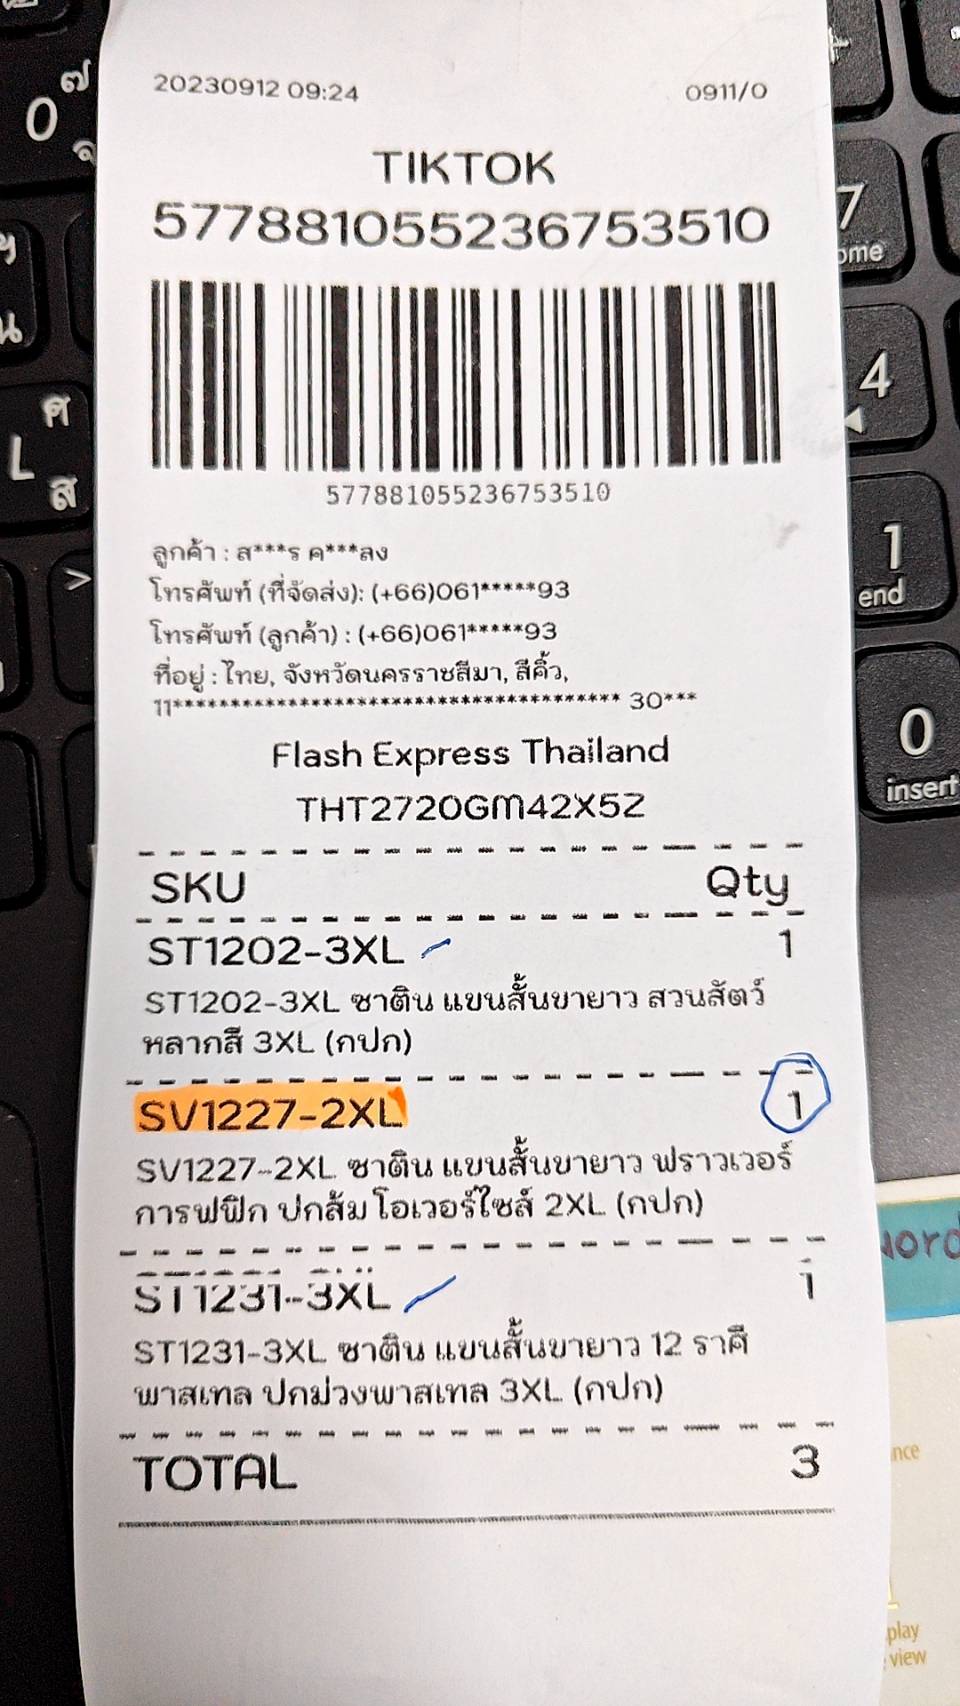 20230912 09:24 0911/0
TIKTOK
577881055236753510
577881055236753510
ลูกค้า : ส***ร ค***ลง
โทรศัพท์ (ที่จัดส่ง): (+66)061*****93
โทรศัพท์ (ลูกค้า) : (+66)061*****93
ที่อยู่ : ไทย, จังหวัดนครราชสีมา, สีคิ้ว,
11************************************** 30***
Flash Express Thailand
THT2720GM42X5Z
SKU Qty
ST1202-3XL 1
ST1202-3XL ซาติน แขนสั้นขายาว สวนสัตว์
หลากสี 3XL (กปก)
SV1227-2XL 1
SV1227-2XL ซาติน แขนสั้นขายาว ฟราวเวอร์
การฟฟิก ปกส้ม โอเวอร์ไซส์ 2XL (กปก)
ST1231-3XL 1
ST1231-3XL ซาติน แขนสั้นขายาว 12 ราศี
พาสเทล ปกม่วงพาสเทล 3XL (กปก)
TOTAL 3
7
4
1
end
0
insert
O
L
ศ
ส